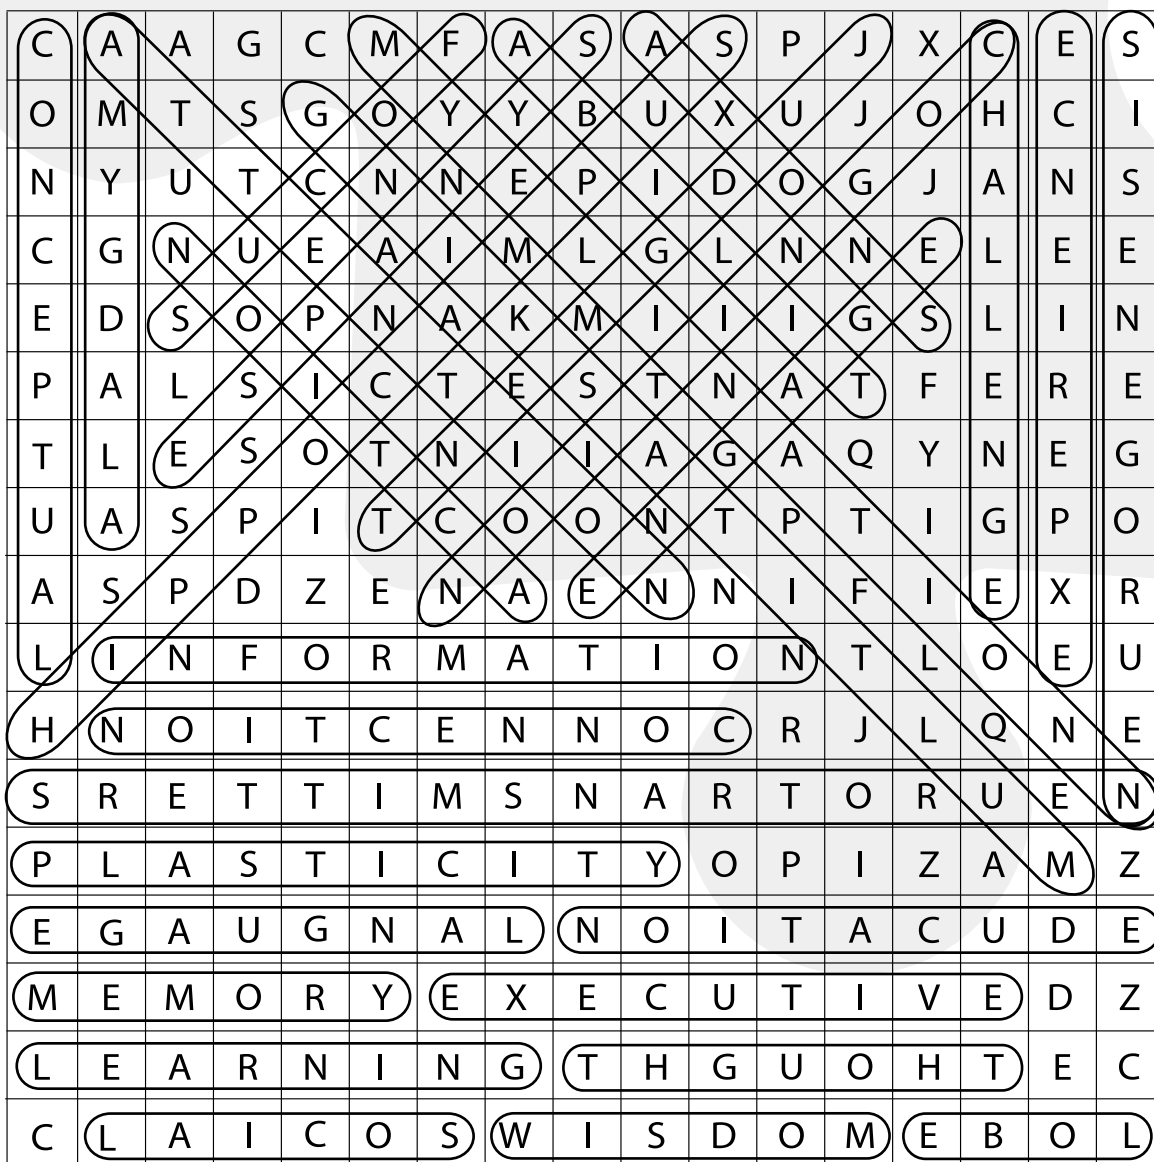 C A A G C M F A S A S P J X C E S
O M T S G O Y Y B U X U J O H C I
N Y U T C N N E P I D O G J A N S
C G N U E A I M L G L N N E L E E
E D S O P N A K M I I I G S L I N
P A L S I C T E S T N A T F E R E
T L E S O T N I I A G A Q Y N E G
U A S P I T C O O N T P T I G P O
A S P D Z E N A E N N I F I E X R
L I N F O R M A T I O N T L O E U
H N O I T C E N N O C R J L Q N E
S R E T T I M S N A R T O R U E N
P L A S T I C I T Y O P I Z A M Z
E G A U G N A L N O I T A C U D E
M E M O R Y E X E C U T I V E D Z
L E A R N I N G T H G U O H T E C
C L A I C O S W I S D O M E B O L